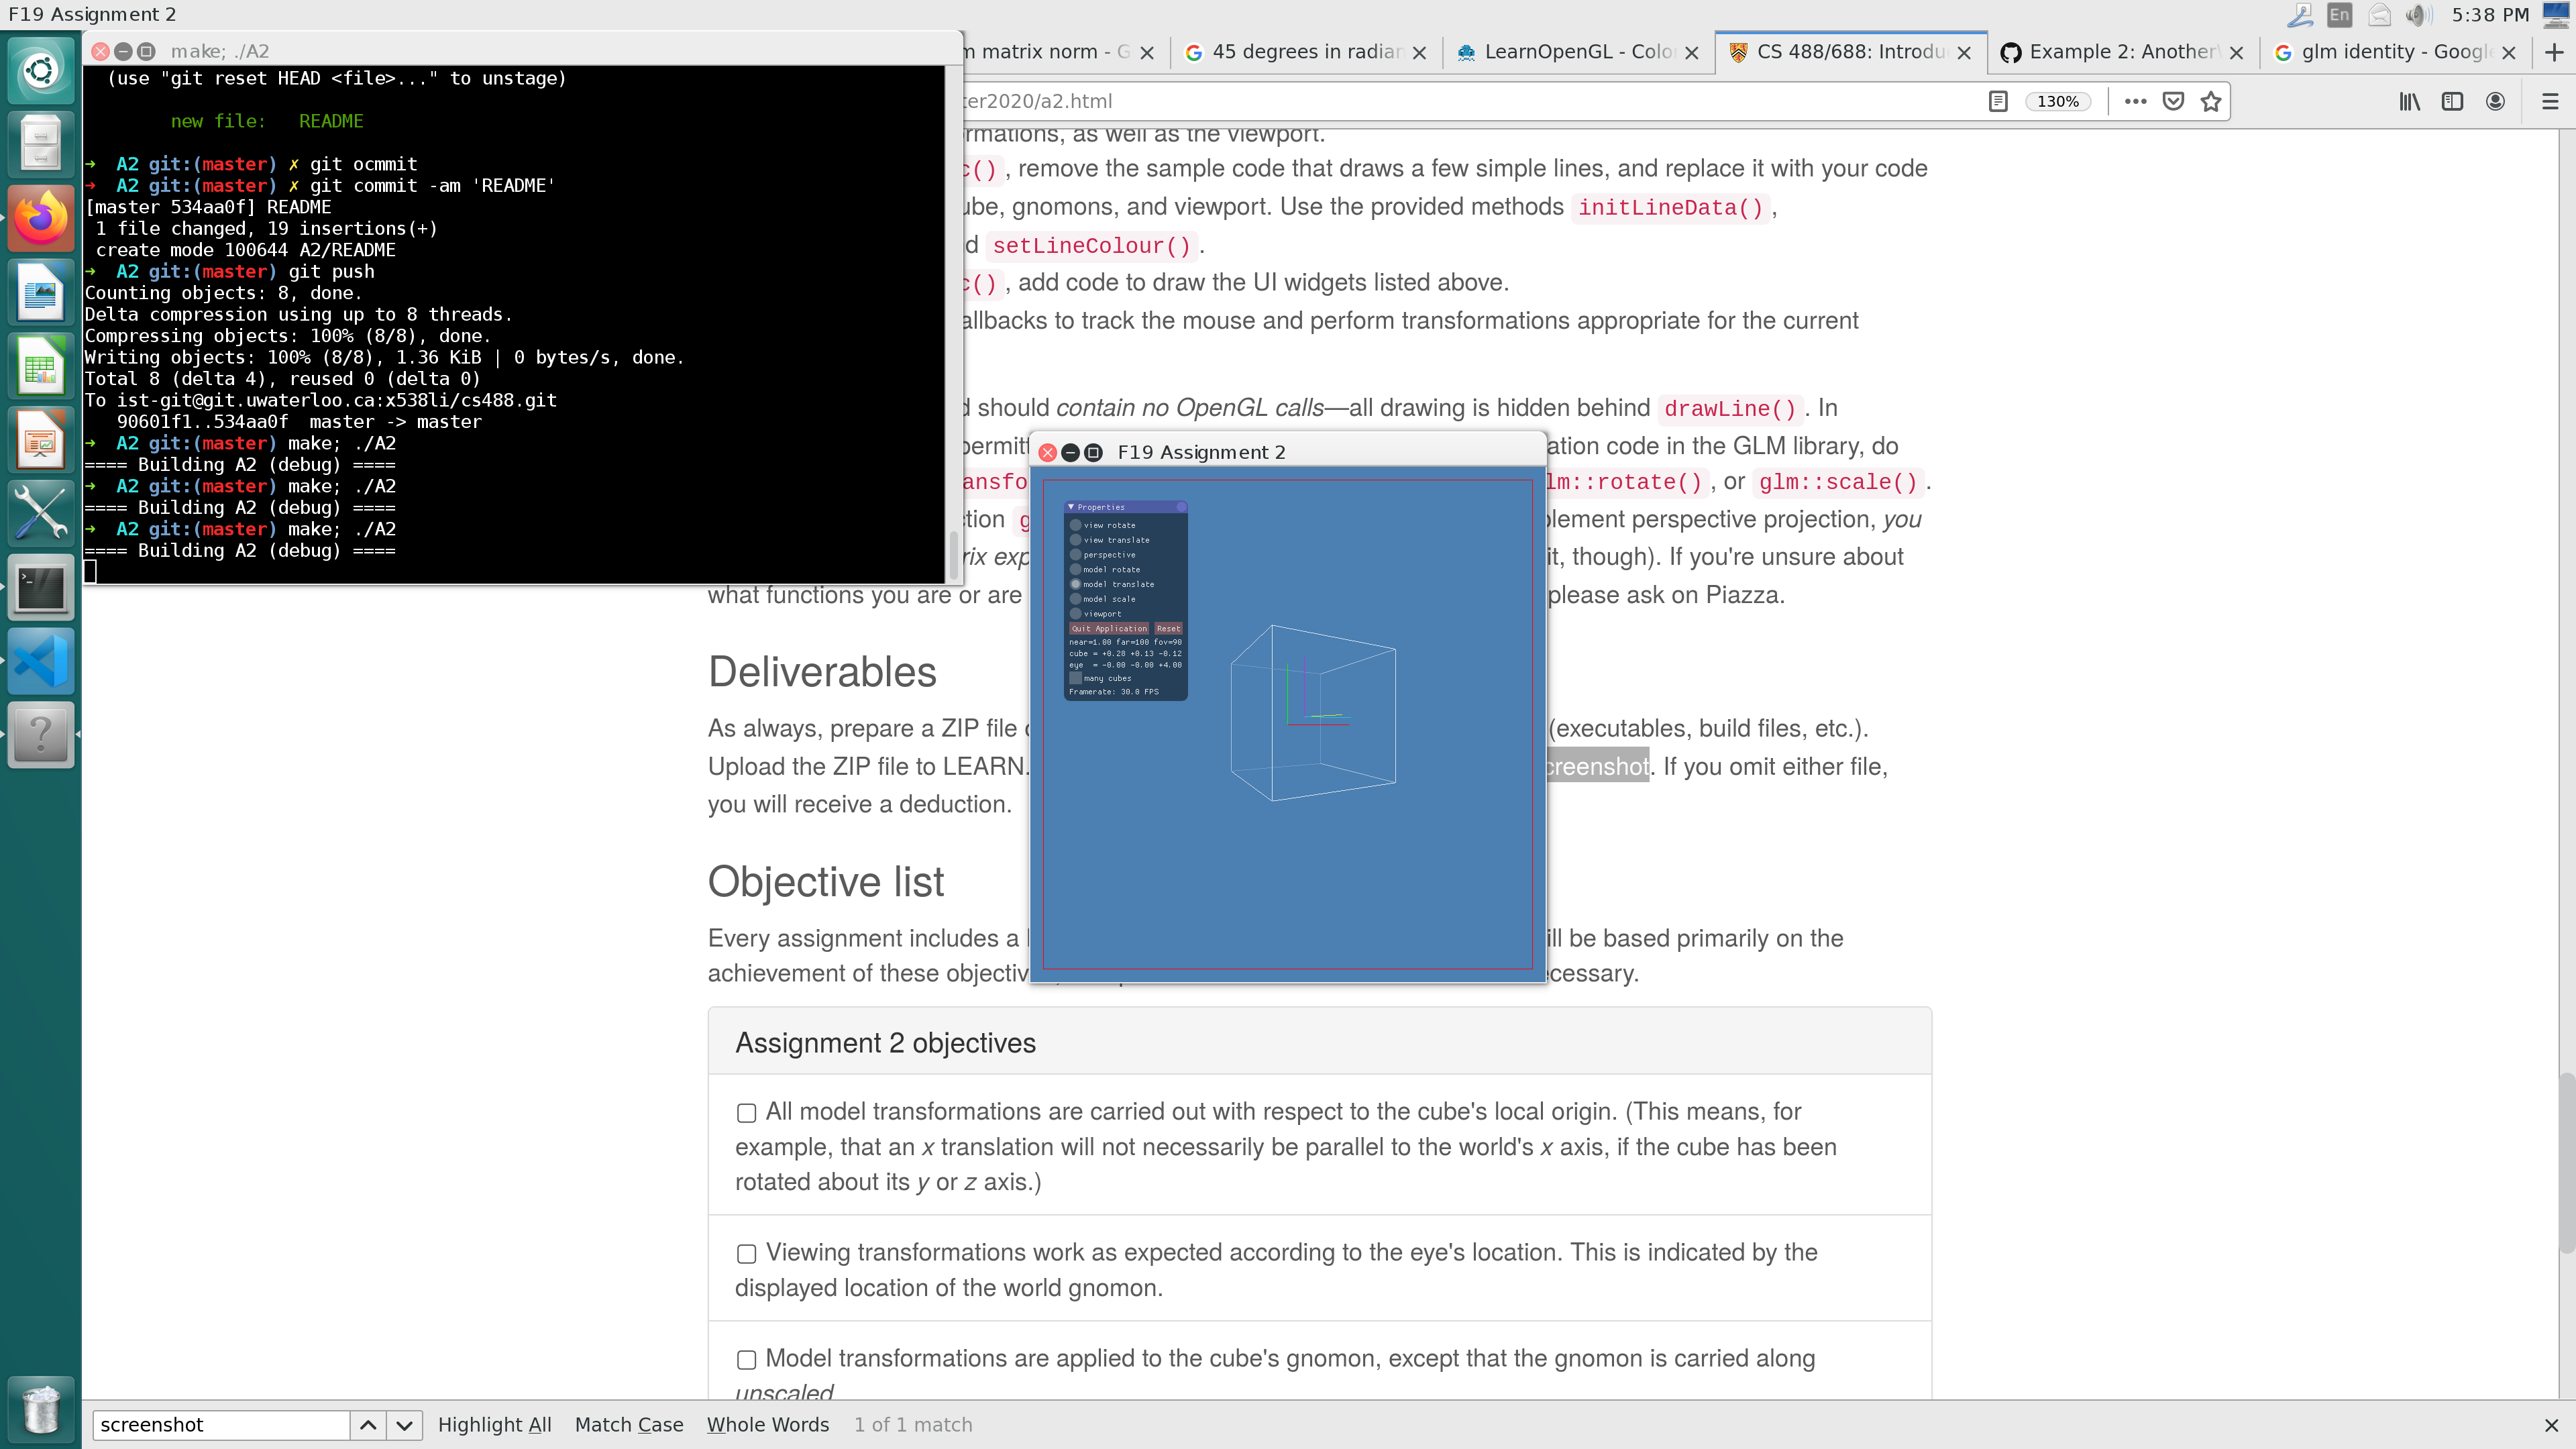 F19 Assignment 2
En
5:38 PM
make; ./A2
(use "git reset HEAD <file>..." to unstage)
new file:   README
➜  A2 git:(master) ✗ git ocmmit
➜  A2 git:(master) ✗ git commit -am 'README'
[master 534aa0f] README
1 file changed, 19 insertions(+)
create mode 100644 A2/README
➜  A2 git:(master) git push
Counting objects: 8, done.
Delta compression using up to 8 threads.
Compressing objects: 100% (8/8), done.
Writing objects: 100% (8/8), 1.36 KiB | 0 bytes/s, done.
Total 8 (delta 4), reused 0 (delta 0)
To ist-git@git.uwaterloo.ca:x538li/cs488.git
90601f1..534aa0f  master -> master
➜  A2 git:(master) make; ./A2
==== Building A2 (debug) ====
➜  A2 git:(master) make; ./A2
==== Building A2 (debug) ====
➜  A2 git:(master) make; ./A2
==== Building A2 (debug) ====
m matrix norm - G
45 degrees in radian
LearnOpenGL - Color
CS 488/688: Introdu
Example 2: Another
glm identity - Google
ter2020/a2.html
130%
rmations, as well as the viewport.
c(), remove the sample code that draws a few simple lines, and replace it with your code
ube, gnomons, and viewport. Use the provided methods initLineData(),
d setLineColour().
c(), add code to draw the UI widgets listed above.
allbacks to track the mouse and perform transformations appropriate for the current
d should contain no OpenGL calls—all drawing is hidden behind drawLine(). In
permitt ation code in the GLM library, do
ansfo lm::rotate(), or glm::scale().
ction g plement perspective projection, you
rix exp it, though). If you're unsure about
what functions you are or are please ask on Piazza.
Deliverables
As always, prepare a ZIP file (executables, build files, etc.).
Upload the ZIP file to LEARN. creenshot. If you omit either file,
you will receive a deduction.
Objective list
Every assignment includes a ill be based primarily on the
achievement of these objectiv cessary.
Assignment 2 objectives
All model transformations are carried out with respect to the cube's local origin. (This means, for
example, that an x translation will not necessarily be parallel to the world's x axis, if the cube has been
rotated about its y or z axis.)
Viewing transformations work as expected according to the eye's location. This is indicated by the
displayed location of the world gnomon.
Model transformations are applied to the cube's gnomon, except that the gnomon is carried along
unscaled
F19 Assignment 2
Properties
view rotate
view translate
perspective
model rotate
model translate
model scale
viewport
Quit Application Reset
near=1.00 far=100 fov=90
cube = +0.28 +0.13 -0.12
eye  = -0.00 -0.00 +4.00
many cubes
Framerate: 30.0 FPS
screenshot
Highlight All
Match Case
Whole Words
1 of 1 match